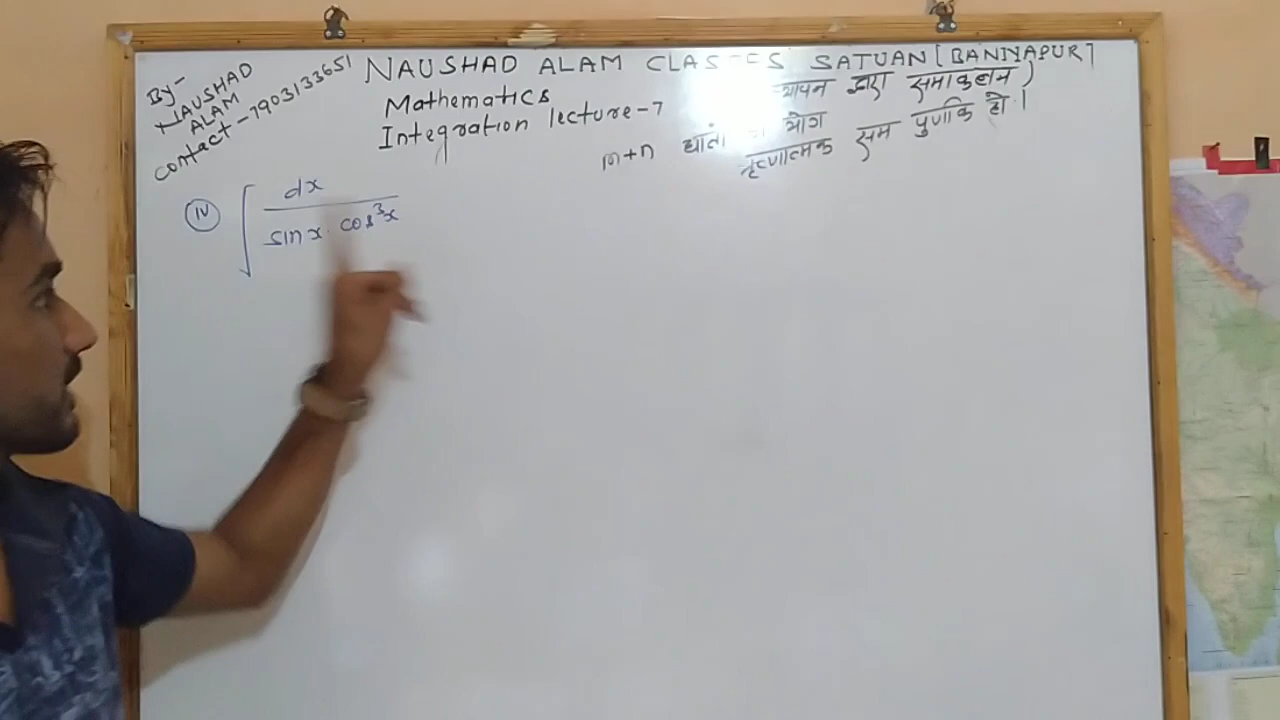 By-
NAUSHAD
ALAM
contact-7903133651
NAUSHAD ALAM CLASSES SATUAN [BANIYAPUR]
Mathematics
द्वारा समाकलन)
Integration lecture-7
m+n घातों का योग
ऋणात्मक सम पुर्णांक हो।
(iv) ∫ dx
sin x · cos³x